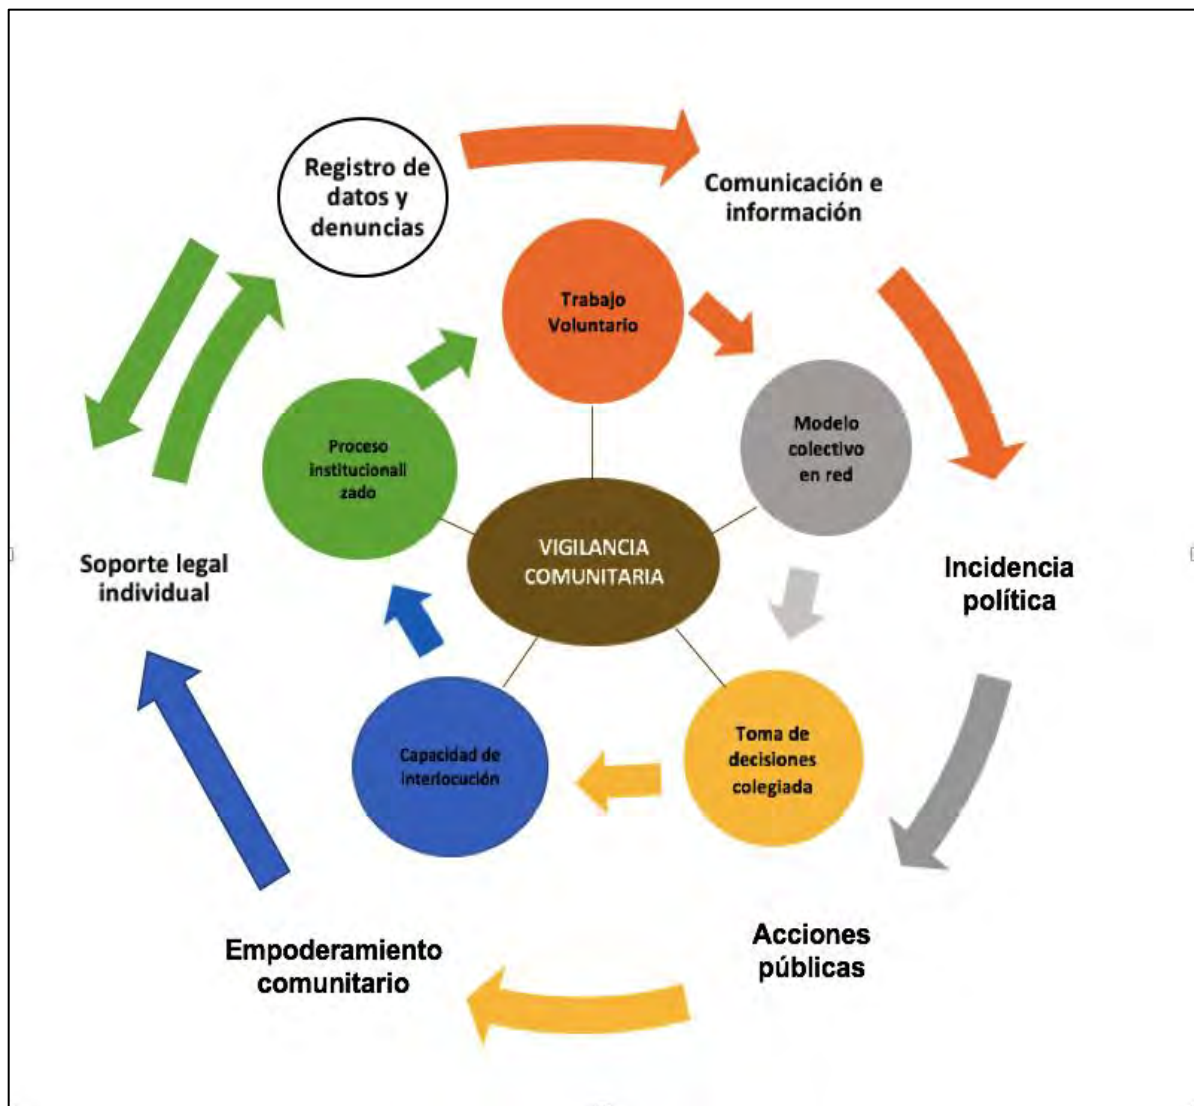 Registro de
datos y
denuncias
Comunicación e
información
Trabajo
Voluntario
Modelo
colectivo
en red
Proceso
institucionali
zado
VIGILANCIA
COMUNITARIA
Soporte legal
individual
Incidencia
política
Capacidad de
interlocución
Toma de
decisiones
colegiada
Empoderamiento
comunitario
Acciones
públicas